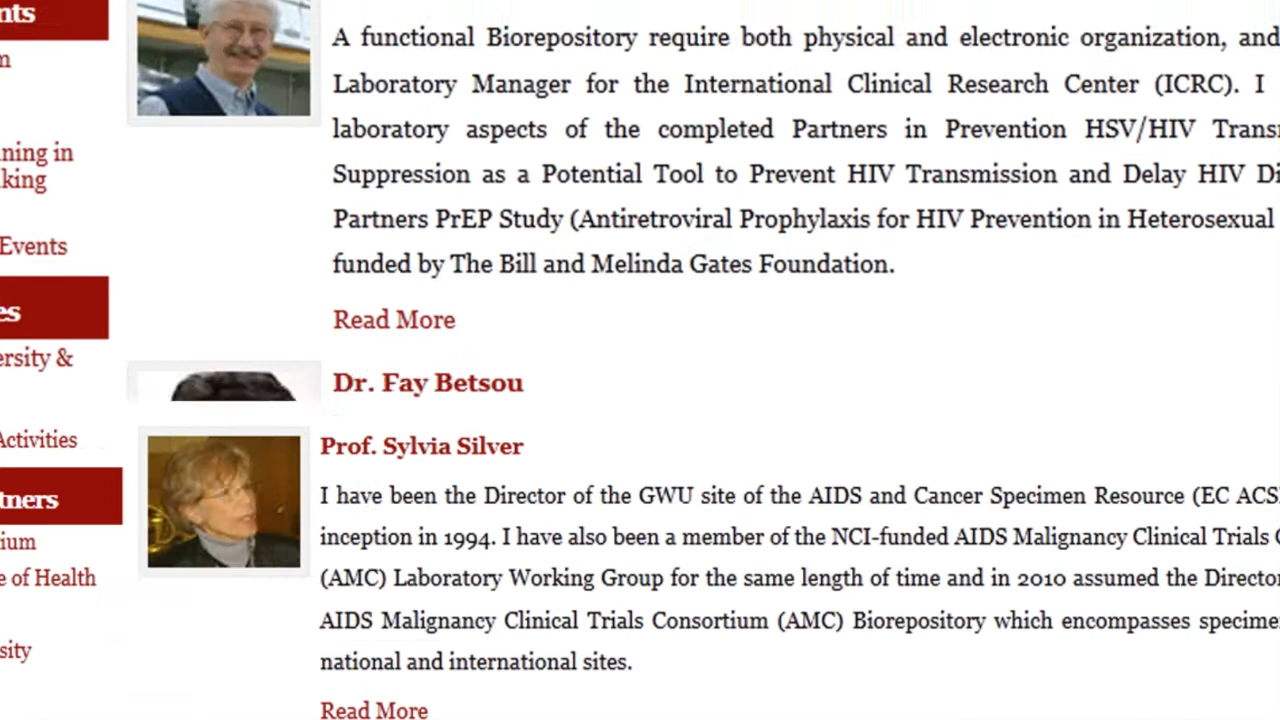 nts
m
ning in
king
Events
es
ersity &
Activities
tners
ium
e of Health
sity
A functional Biorepository require both physical and electronic organization, and
Laboratory Manager for the International Clinical Research Center (ICRC). I
laboratory aspects of the completed Partners in Prevention HSV/HIV Trans
Suppression as a Potential Tool to Prevent HIV Transmission and Delay HIV Di
Partners PrEP Study (Antiretroviral Prophylaxis for HIV Prevention in Heterosexual
funded by The Bill and Melinda Gates Foundation.
Read More
Dr. Fay Betsou
Prof. Sylvia Silver
I have been the Director of the GWU site of the AIDS and Cancer Specimen Resource (EC ACS
inception in 1994. I have also been a member of the NCI-funded AIDS Malignancy Clinical Trials C
(AMC) Laboratory Working Group for the same length of time and in 2010 assumed the Director
AIDS Malignancy Clinical Trials Consortium (AMC) Biorepository which encompasses specime
national and international sites.
Read More